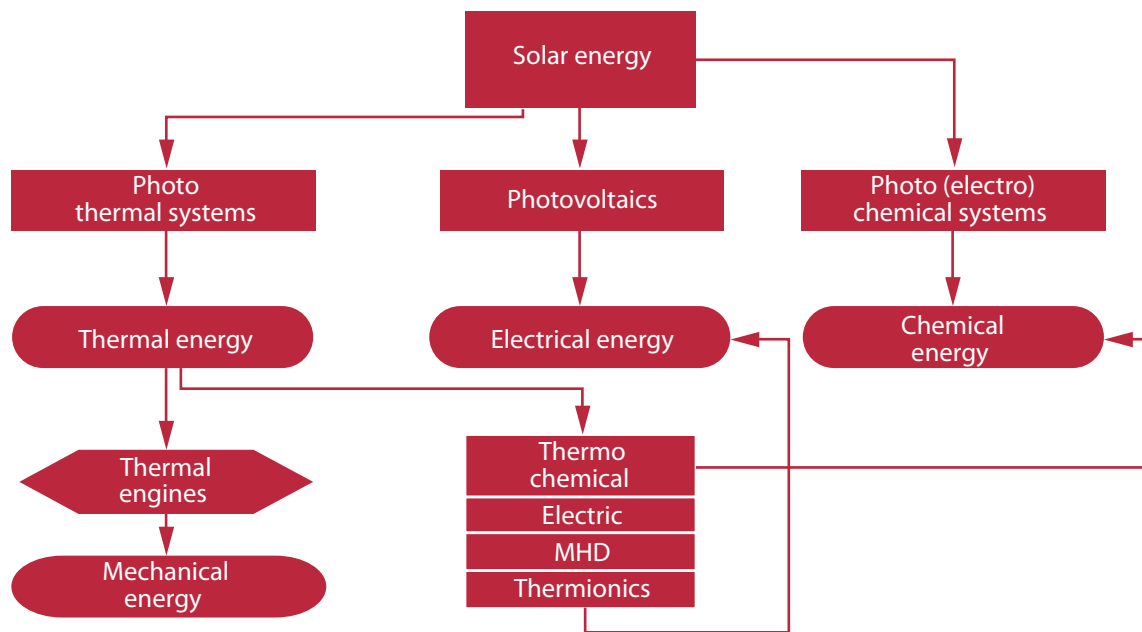 Solar energy
Photo
thermal systems
Photovoltaics
Photo (electro)
chemical systems
Thermal energy
Electrical energy
Chemical
energy
Thermal
engines
Thermo
chemical
Electric
MHD
Thermionics
Mechanical
energy